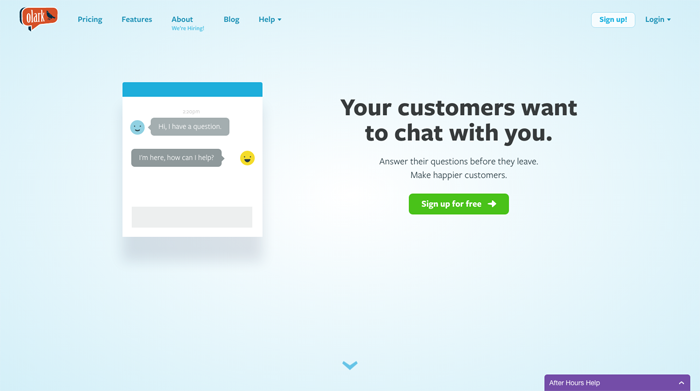 olark
Pricing
Features
About
We're Hiring!
Blog
Help
Sign up!
Login
Hi, I have a question.
I'm here, how can I help?
Your customers want
to chat with you.
Answer their questions before they leave.
Make happier customers.
Sign up for free
After Hours Help